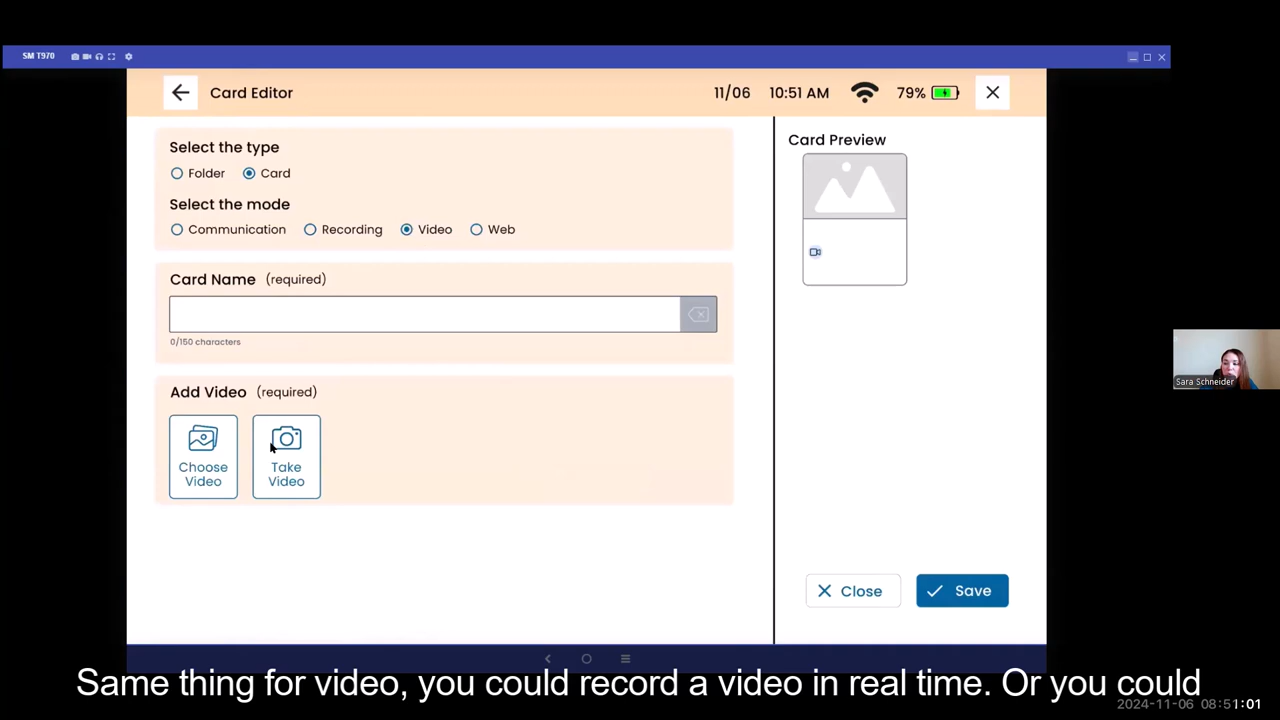 SM T970
Card Editor
11/06 10:51 AM 79%
Select the type
Folder Card
Select the mode
Communication Recording Video Web
Card Name (required)
0/150 characters
Add Video (required)
Choose Video
Take Video
Card Preview
Close Save
Sara Schneider
Same thing for video, you could record a video in real time. Or you could
2024-11-06 08:51:01